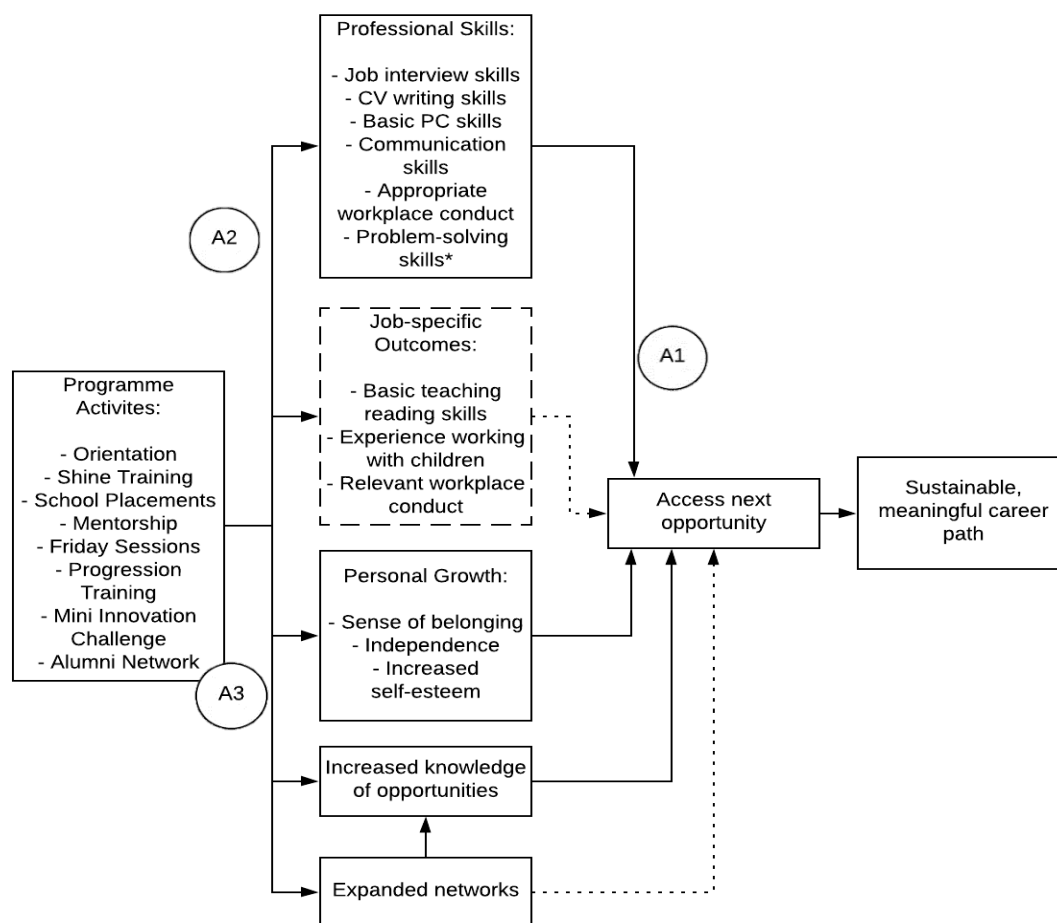 Professional Skills:
- Job interview skills
- CV writing skills
- Basic PC skills
- Communication
skills
- Appropriate
workplace conduct
- Problem-solving
skills*
A2
Job-specific
Outcomes:
- Basic teaching
reading skills
- Experience working
with children
- Relevant workplace
conduct
A1
Programme
Activites:
- Orientation
- Shine Training
- School Placements
- Mentorship
- Friday Sessions
- Progression
Training
- Mini Innovation
Challenge
- Alumni Network
Access next
opportunity
Sustainable,
meaningful career
path
Personal Growth:
- Sense of belonging
- Independence
- Increased
self-esteem
A3
Increased knowledge
of opportunities
Expanded networks